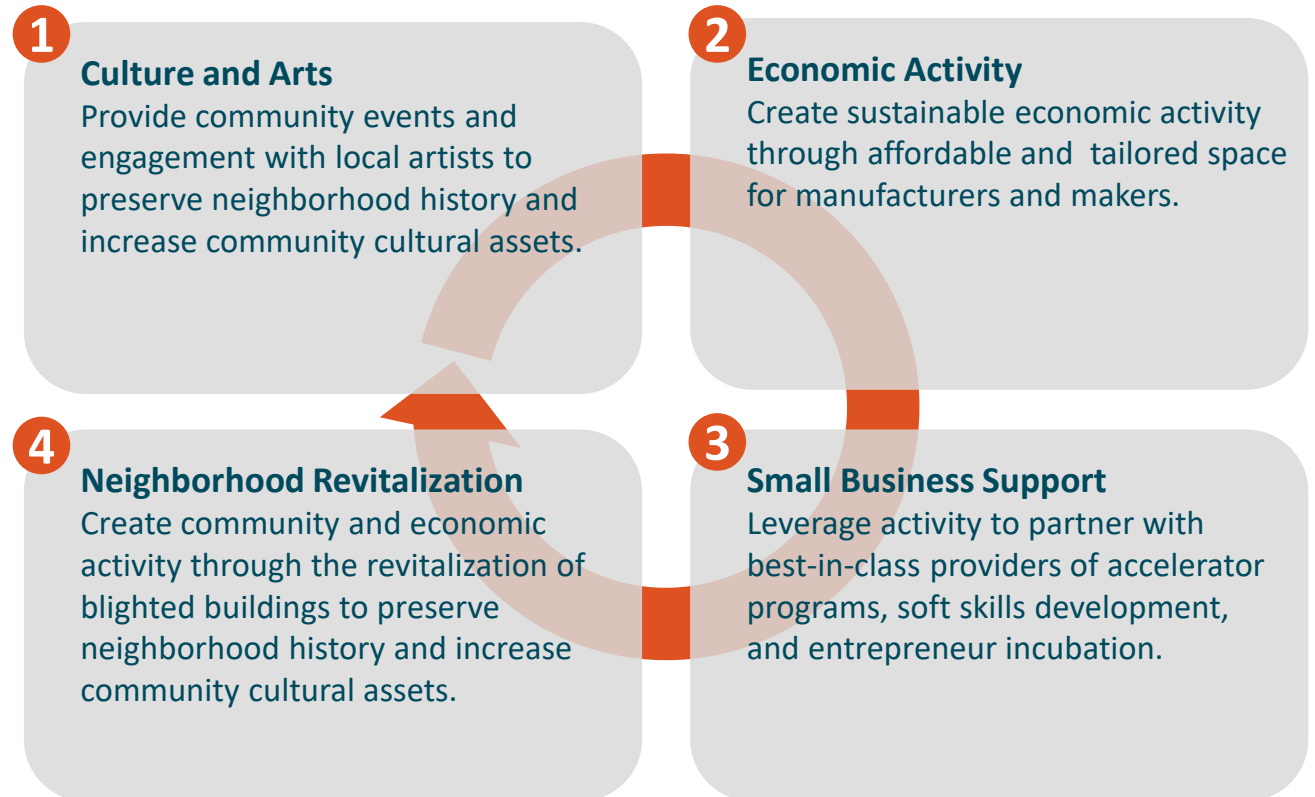 1
Culture and Arts
Provide community events and
engagement with local artists to
preserve neighborhood history and
increase community cultural assets.
2
Economic Activity
Create sustainable economic activity
through affordable and  tailored space
for manufacturers and makers.
3
Small Business Support
Leverage activity to partner with
best-in-class providers of accelerator
programs, soft skills development,
and entrepreneur incubation.
4
Neighborhood Revitalization
Create community and economic
activity through the revitalization of
blighted buildings to preserve
neighborhood history and increase
community cultural assets.